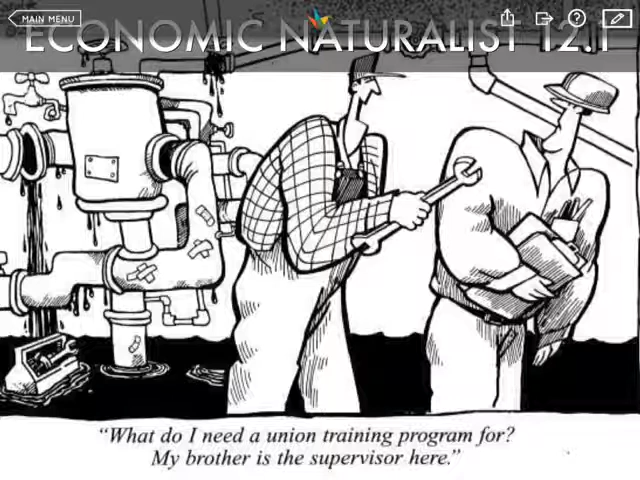 MAIN MENU
ECONOMIC NATURALIST 12.1
"What do I need a union training program for?
My brother is the supervisor here."